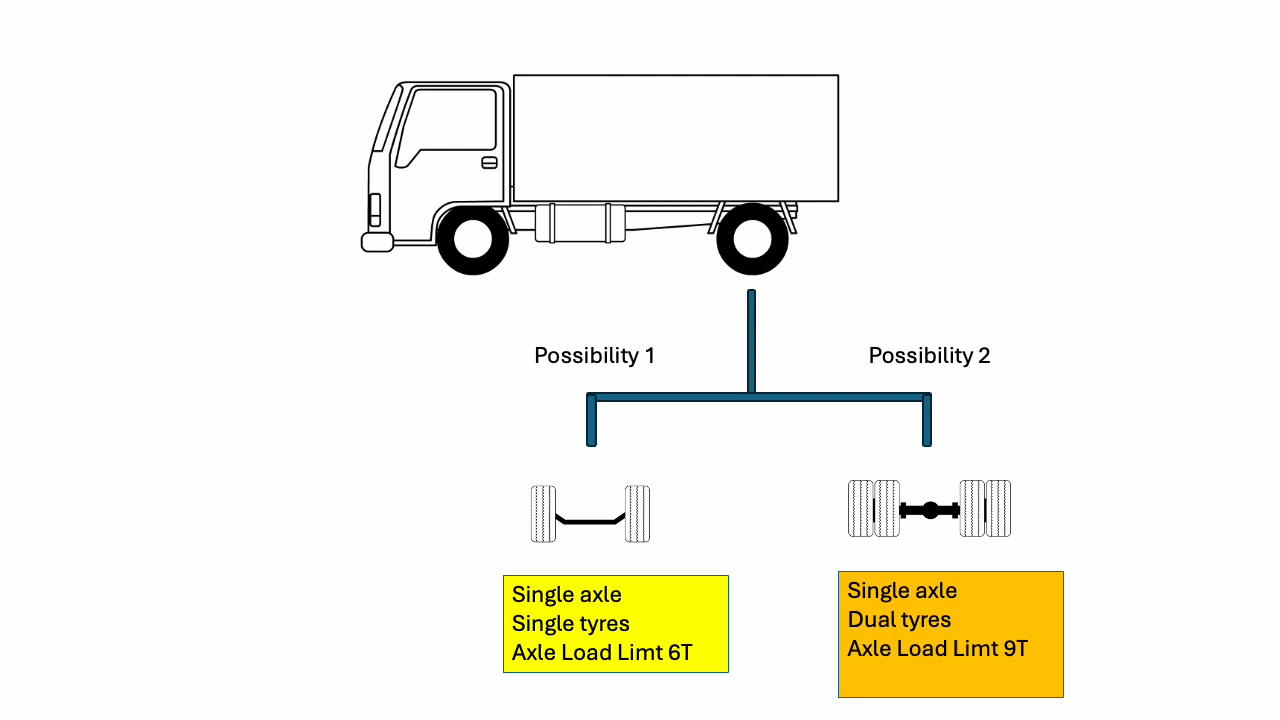 Possibility 1
Possibility 2
Single axle
Single tyres
Axle Load Limt 6T
Single axle
Dual tyres
Axle Load Limt 9T